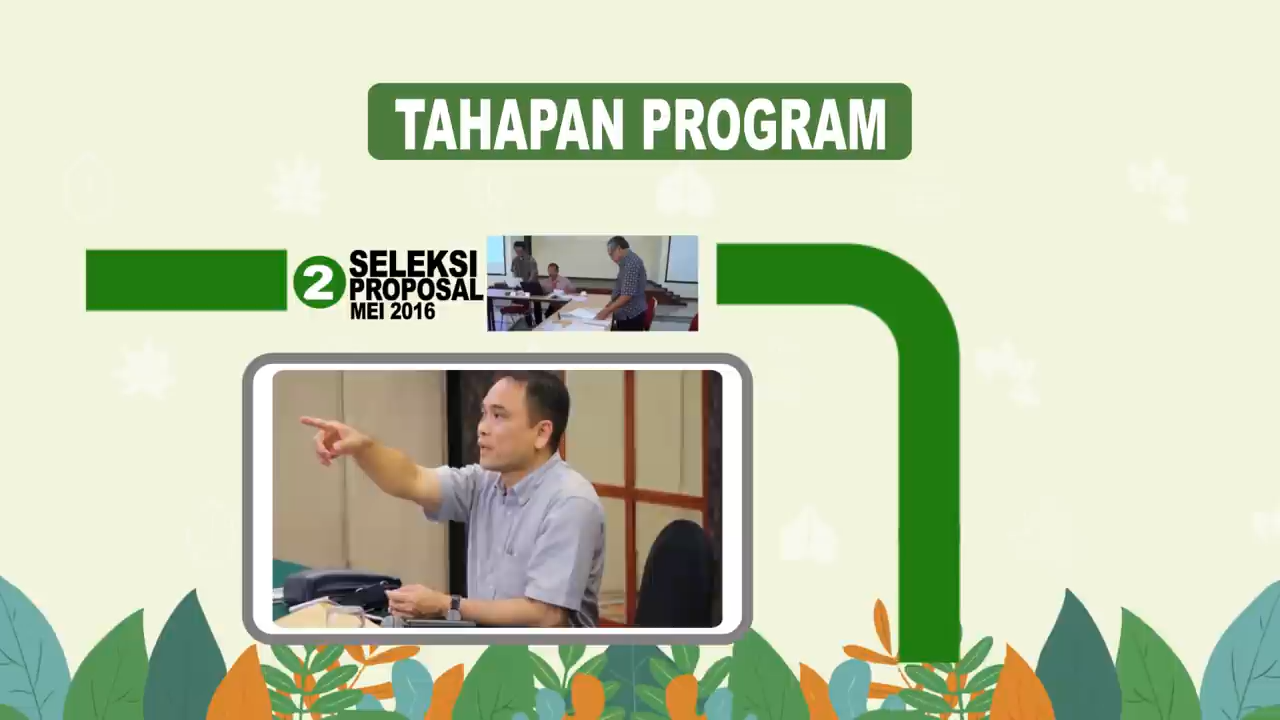 TAHAPAN PROGRAM
2
SELEKSI
PROPOSAL
MEI 2016